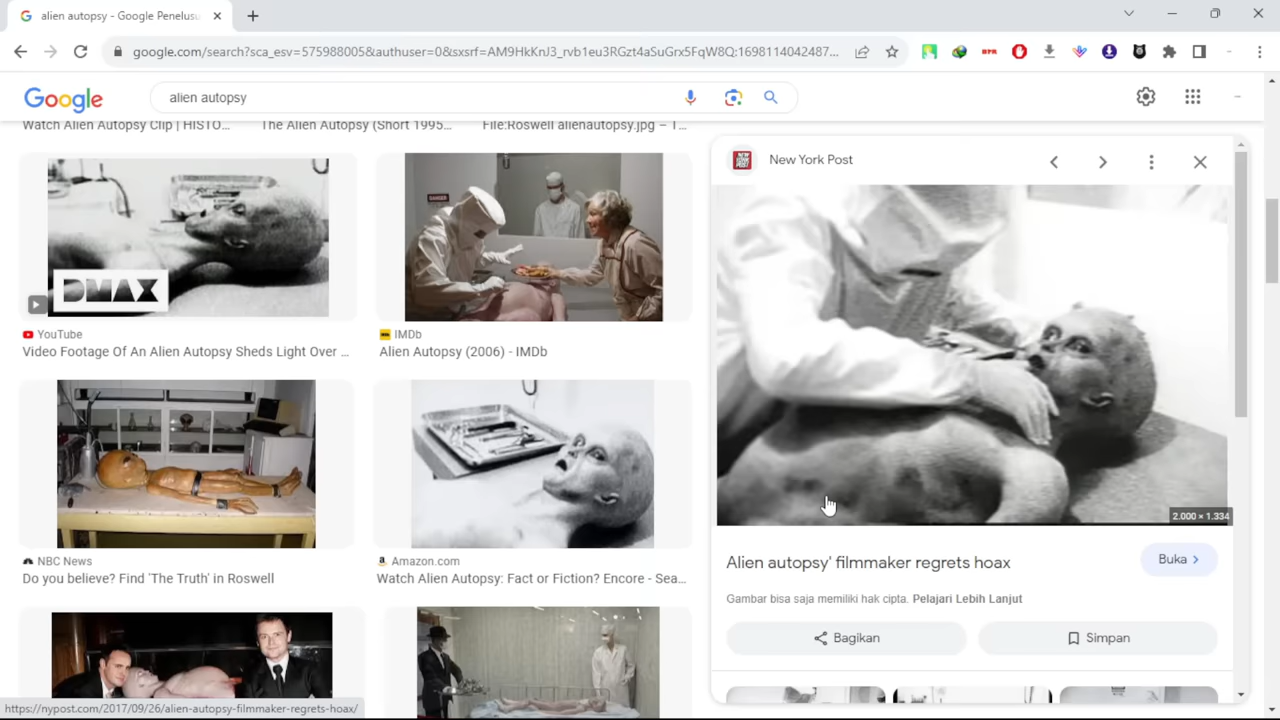 alien autopsy - Google Penelusu
google.com/search?sca_esv=575988005&authuser=0&sxsrf=AM9HkKnJ3_rvb1eu3RGzt4aSuGrx5FqW8Q:1698114042487...
Google
alien autopsy
Watch Alien Autopsy Clip | HISTO...
The Alien Autopsy (Short 1995...
File:Roswell alienautopsy.jpg – T...
DMAX
YouTube
Video Footage Of An Alien Autopsy Sheds Light Over ...
DANGER
IMDb
Alien Autopsy (2006) - IMDb
NBC News
Do you believe? Find 'The Truth' in Roswell
Amazon.com
Watch Alien Autopsy: Fact or Fiction? Encore - Sea...
New York Post
2.000 × 1.334
Alien autopsy' filmmaker regrets hoax
Buka
Gambar bisa saja memiliki hak cipta. Pelajari Lebih Lanjut
Bagikan
Simpan
https://nypost.com/2017/09/26/alien-autopsy-filmmaker-regrets-hoax/